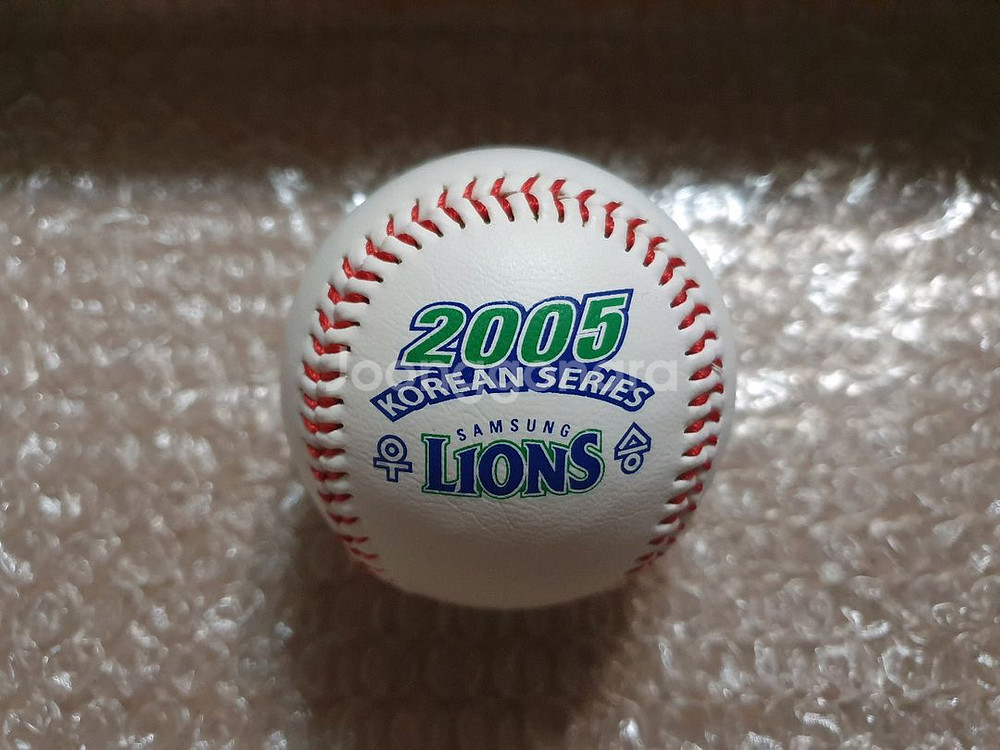 2005
KOREAN SERIES
SAMSUNG
LIONS